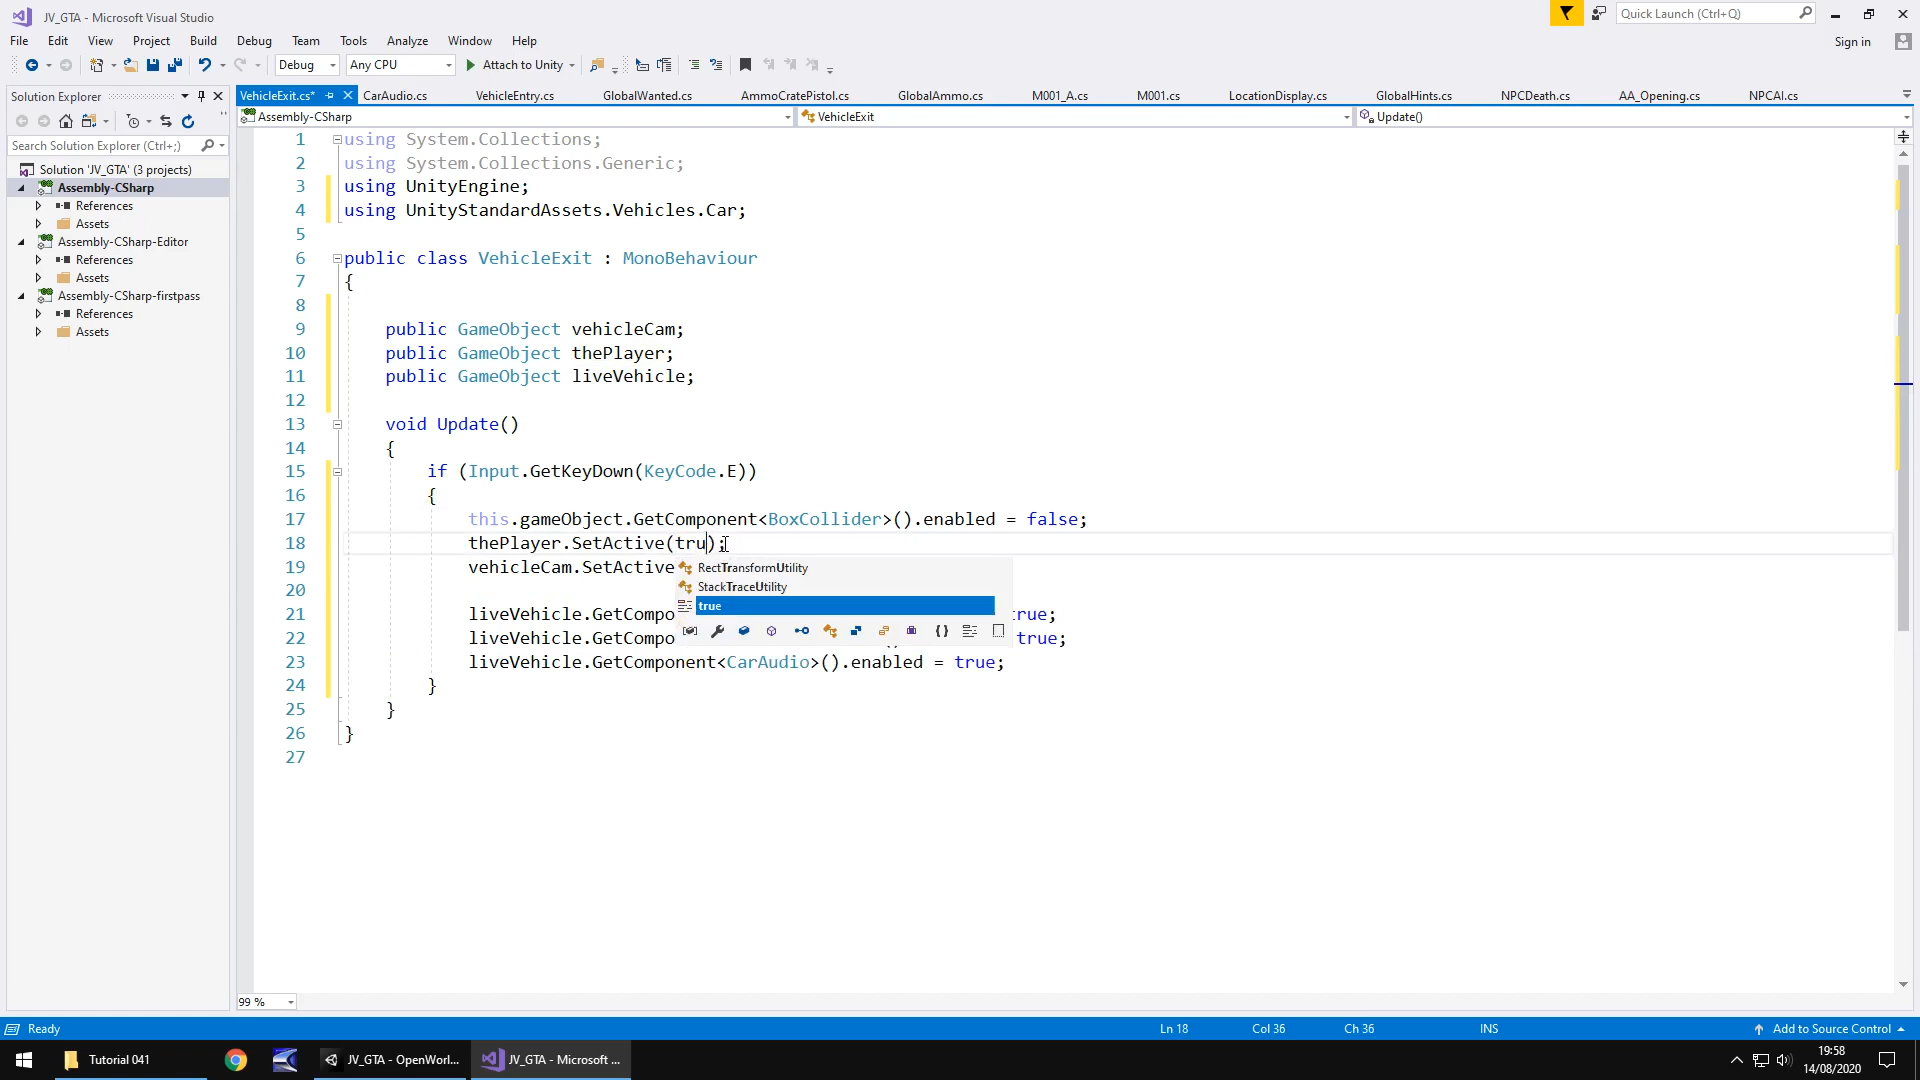 JV_GTA - Microsoft Visual Studio
Quick Launch (Ctrl+Q)
File Edit View Project Build Debug Team Tools Analyze Window Help
Sign in
Debug Any CPU Attach to Unity
Solution Explorer
VehicleExit.cs* CarAudio.cs VehicleEntry.cs GlobalWanted.cs AmmoCratePistol.cs GlobalAmmo.cs M001_A.cs M001.cs LocationDisplay.cs GlobalHints.cs NPCDeath.cs AA_Opening.cs NPCAI.cs
Assembly-CSharp VehicleExit Update()
Search Solution Explorer (Ctrl+;)
Solution 'JV_GTA' (3 projects)
Assembly-CSharp
References
Assets
Assembly-CSharp-Editor
References
Assets
Assembly-CSharp-firstpass
References
Assets
1 using System.Collections;
2 using System.Collections.Generic;
3 using UnityEngine;
4 using UnityStandardAssets.Vehicles.Car;
5
6 public class VehicleExit : MonoBehaviour
7 {
8
9 public GameObject vehicleCam;
10 public GameObject thePlayer;
11 public GameObject liveVehicle;
12
13 void Update()
14 {
15 if (Input.GetKeyDown(KeyCode.E))
16 {
17 this.gameObject.GetComponent<BoxCollider>().enabled = false;
18 thePlayer.SetActive(tru);
19 vehicleCam.SetActive
20
21 liveVehicle.GetCompo rue;
22 liveVehicle.GetCompo true;
23 liveVehicle.GetComponent<CarAudio>().enabled = true;
24 }
25 }
26 }
27
RectTransformUtility
StackTraceUtility
true
99 %
Ready Ln 18 Col 36 Ch 36 INS Add to Source Control
Tutorial 041 JV_GTA - OpenWorl... JV_GTA - Microsoft ...
19:58
14/08/2020